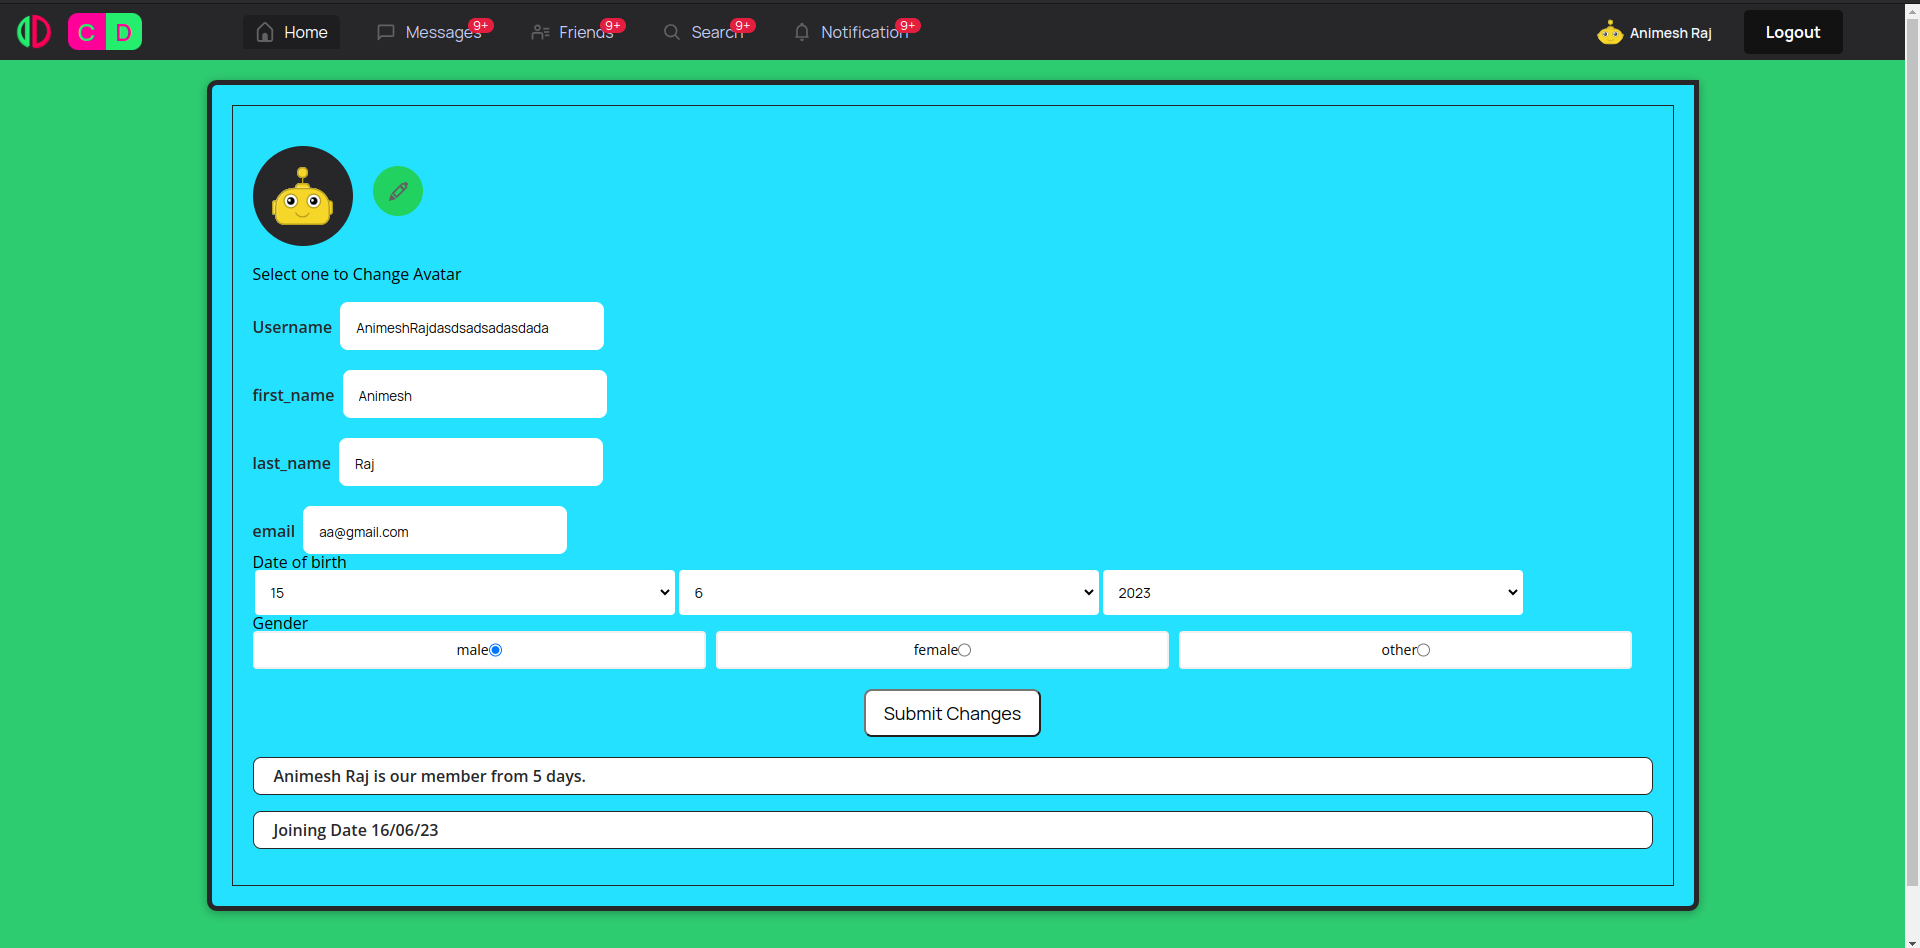 C D Home Messages 9+ Friends 9+ Search 9+ Notification 9+ Animesh Raj Logout
Select one to Change Avatar
Username AnimeshRajdasdsadsadasdada
first_name Animesh
last_name Raj
email aa@gmail.com
Date of birth
15 6 2023
Gender
male female other
Submit Changes
Animesh Raj is our member from 5 days.
Joining Date 16/06/23